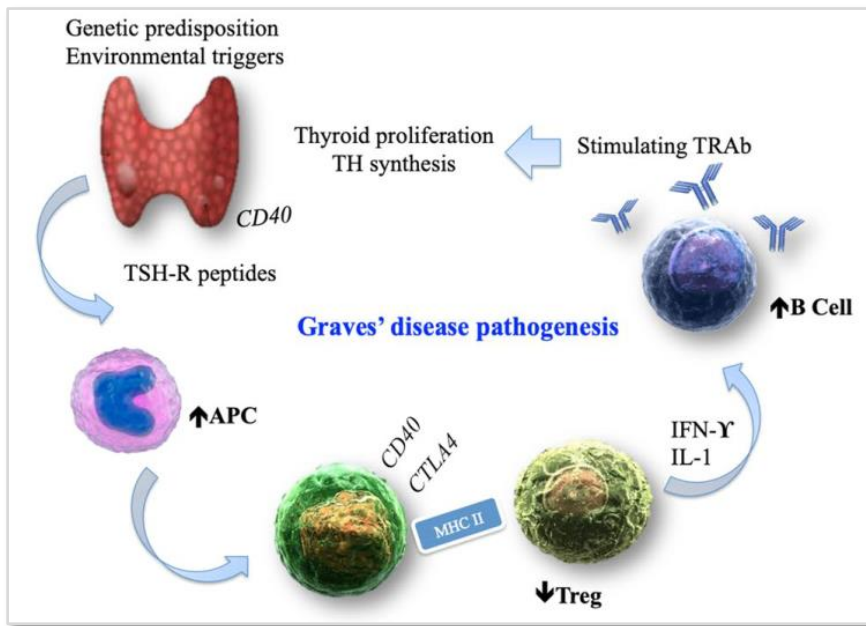 Genetic predisposition
Environmental triggers
Thyroid proliferation
TH synthesis
Stimulating TRAb
CD40
TSH-R peptides
Graves’ disease pathogenesis
↑B Cell
↑APC
CD40
CTLA4
MHC II
IFN-ϒ
IL-1
↓Treg